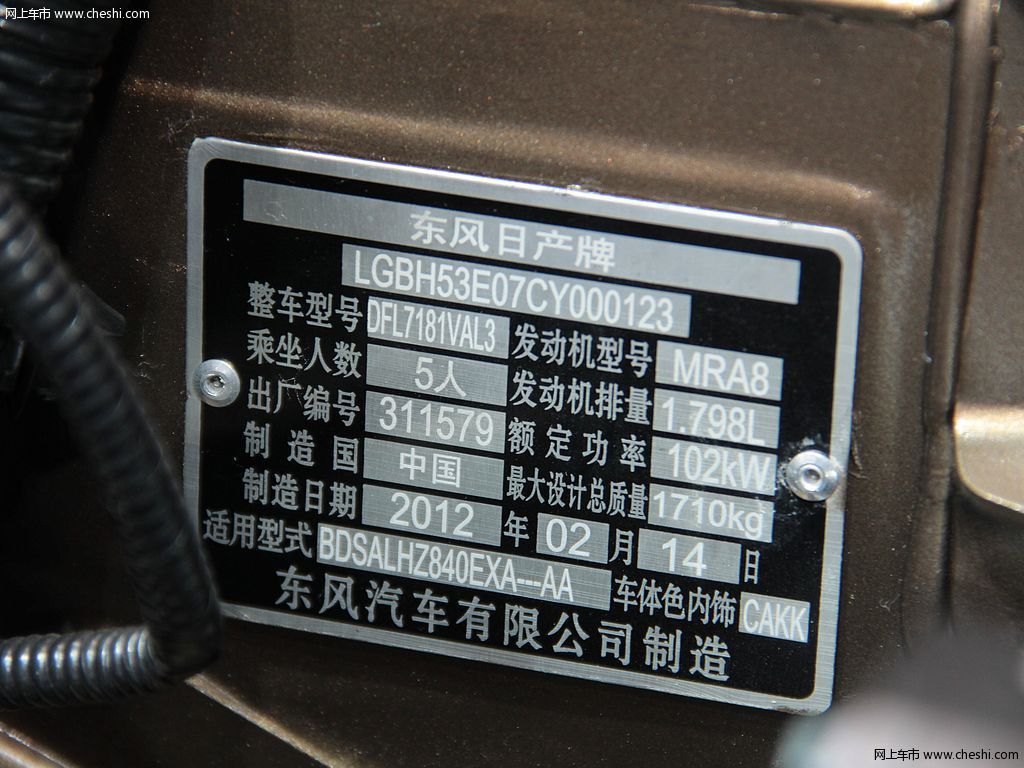 网上车市 www.cheshi.com
东风日产牌
LGBH53E07CY000123
整车型号 DFL7181VAL3 发动机型号 MRA8
乘坐人数 5人 发动机排量 1.798L
出厂编号 311579 额定功率 102kW
制造国 中国 最大设计总质量 1710kg
制造日期 2012 年 02 月 14 日
适用型式 BDSALHZ840EXA---AA 车体色内饰 CAKK
东风汽车有限公司制造
网上车市 www.cheshi.com